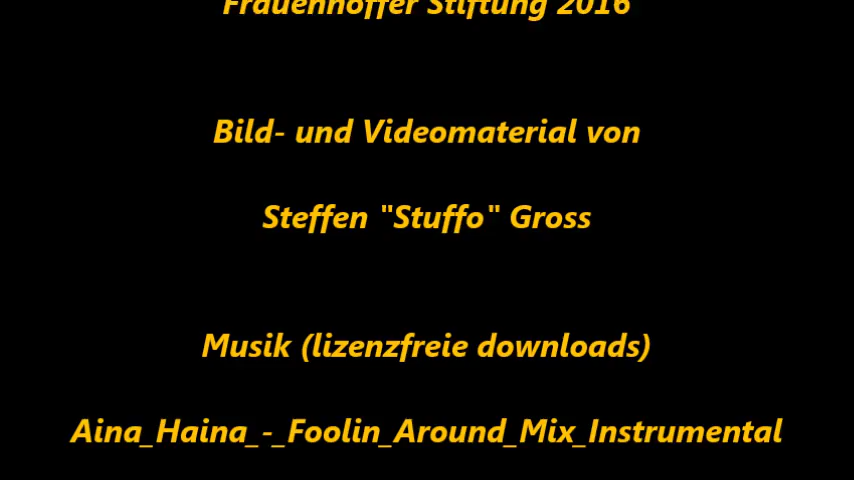 Frauenhoffer Stiftung 2016
Bild- und Videomaterial von
Steffen "Stuffo" Gross
Musik (lizenzfreie downloads)
Aina_Haina_-_Foolin_Around_Mix_Instrumental